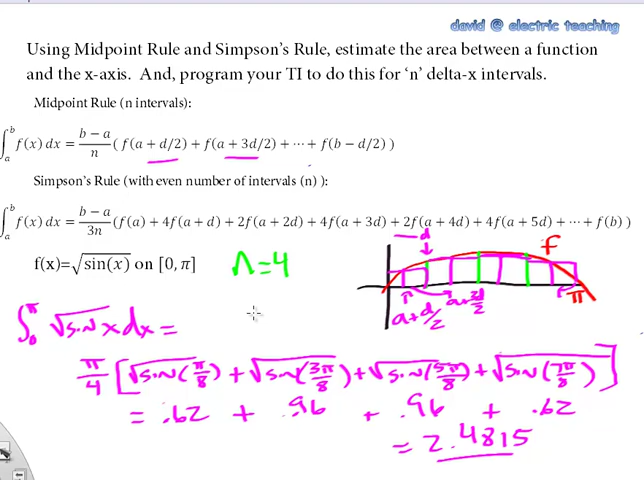 david @ electric teaching
Using Midpoint Rule and Simpson's Rule, estimate the area between a function
and the x-axis. And, program your TI to do this for 'n' delta-x intervals.
Midpoint Rule (n intervals):
∫_a^b f(x) dx = (b − a)/n ( f(a + d/2) + f(a + 3d/2) + ⋯ + f(b − d/2) )
Simpson's Rule (with even number of intervals (n) ):
∫_a^b f(x) dx = (b − a)/3n (f(a) + 4f(a + d) + 2f(a + 2d) + 4f(a + 3d) + 2f(a + 4d) + 4f(a + 5d) + ⋯ + f(b) )
f(x)=√sin(x) on [0, π]
n=4
d
f
π
a+d/2
a+3d/2
∫_0^π √sin x dx =
π/4 [√sin(π/8) + √sin(3π/8) + √sin(5π/8) + √sin(7π/8)]
= .62 + .96 + .96 + .62
= 2.4815